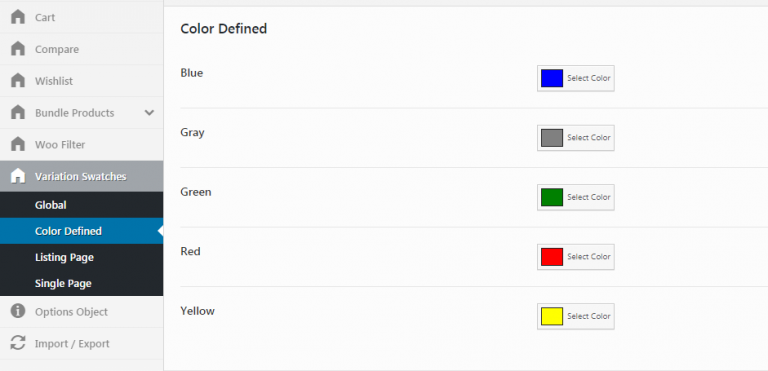 Cart
Compare
Wishlist
Bundle Products
Woo Filter
Variation Swatches
Global
Color Defined
Listing Page
Single Page
Options Object
Import / Export
Color Defined
Blue
Select Color
Gray
Select Color
Green
Select Color
Red
Select Color
Yellow
Select Color